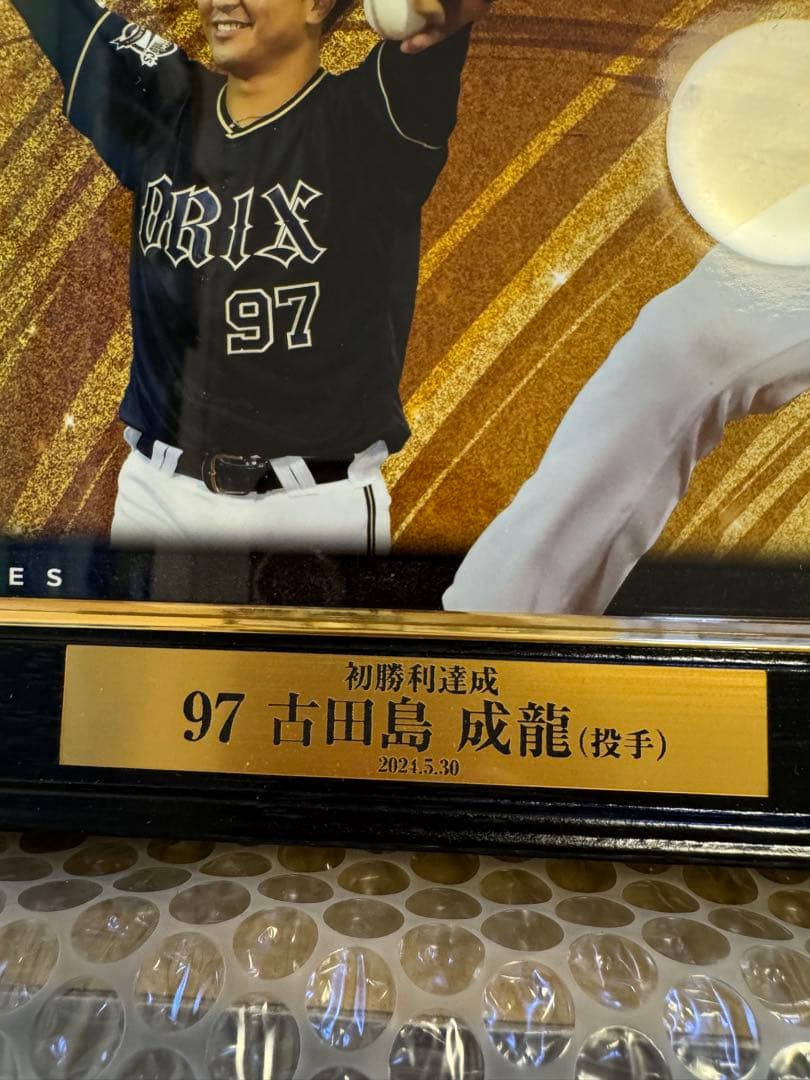 ORIX
97
ES
初勝利達成
97 古田島 成龍(投手)
2024.5.30